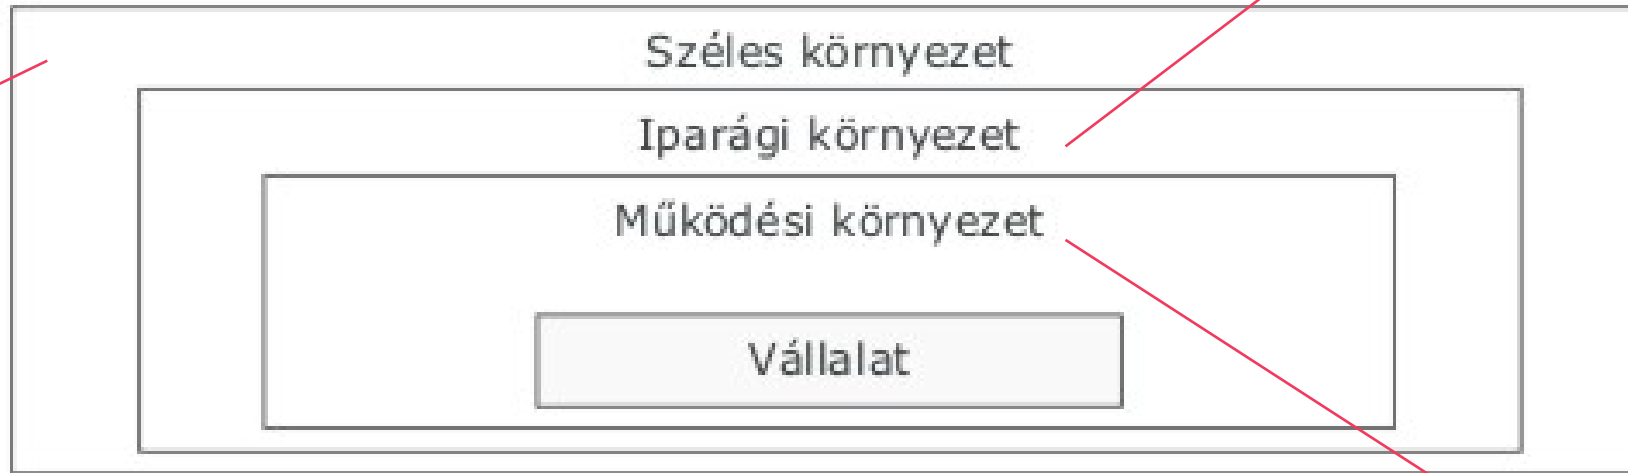 Széles környezet
Iparági környezet
Működési környezet
Vállalat